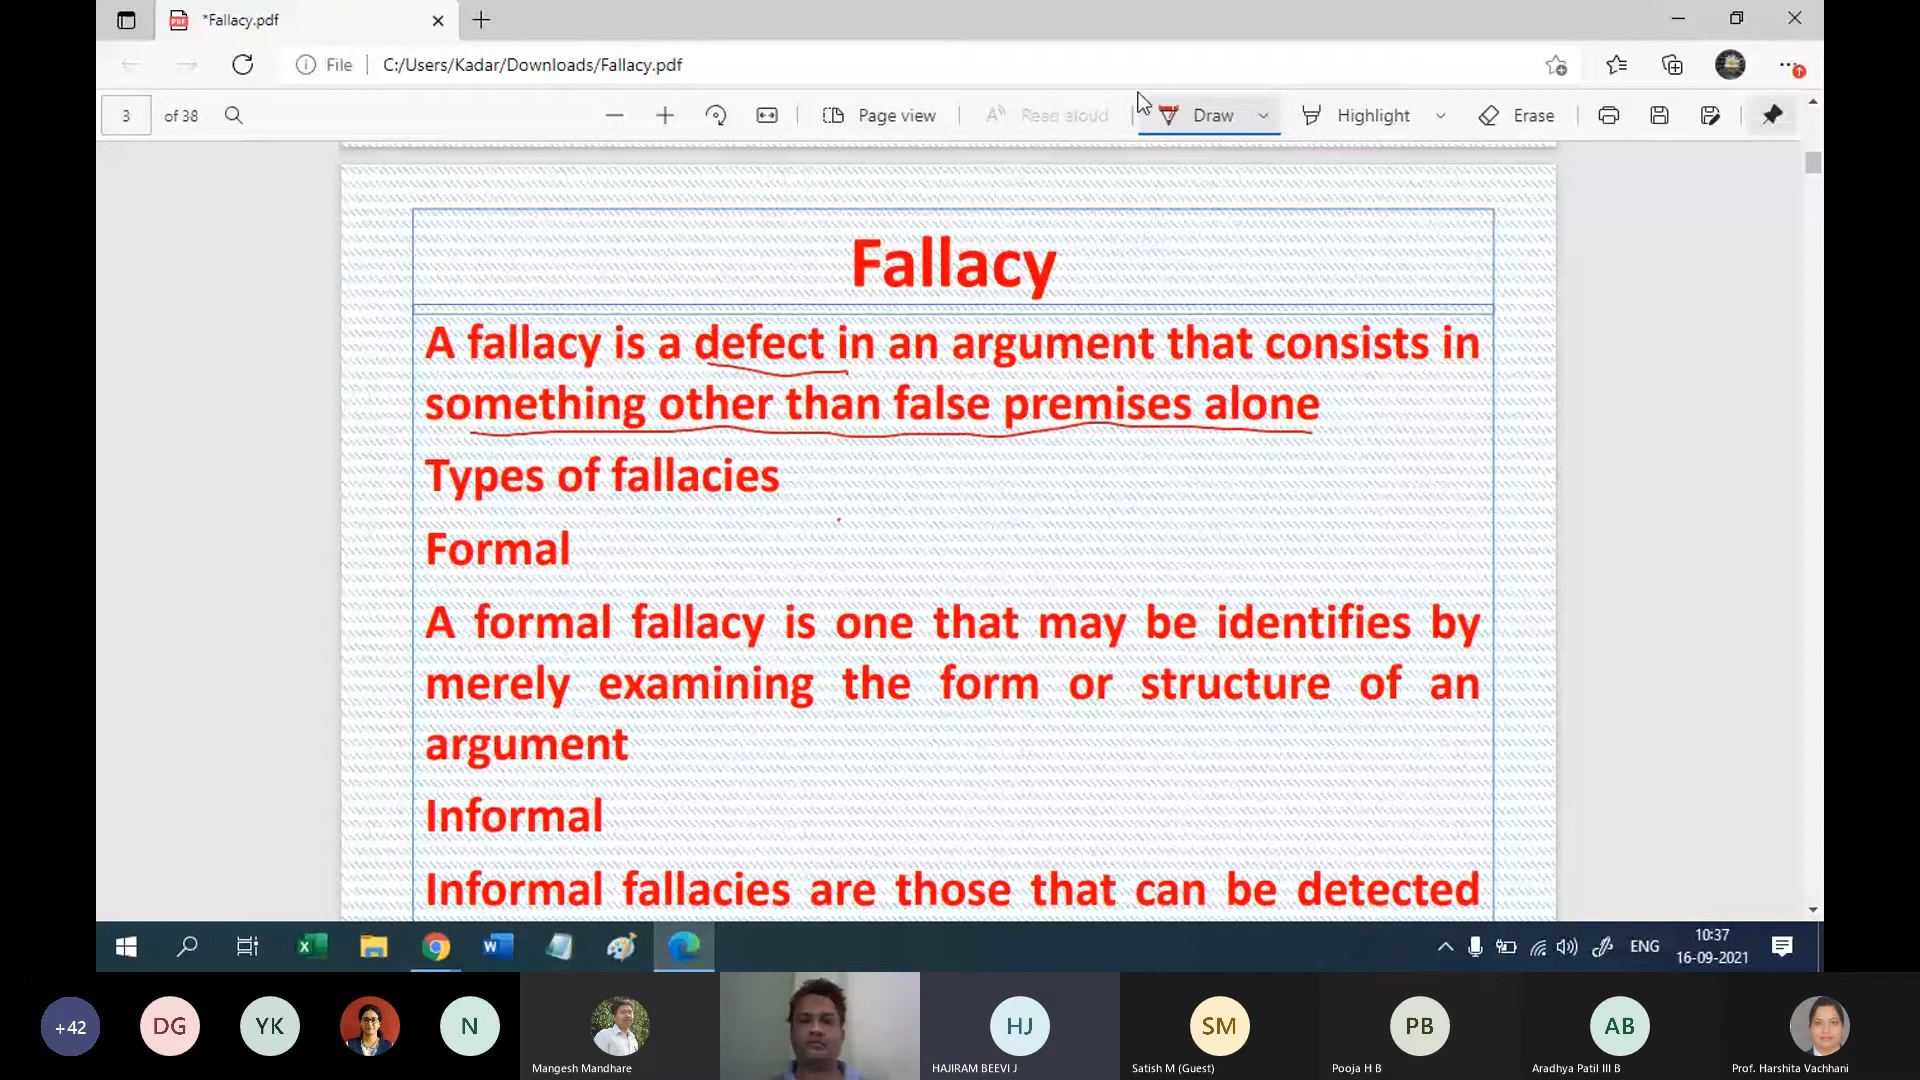 *Fallacy.pdf
File
C:/Users/Kadar/Downloads/Fallacy.pdf
3 of 38
Page view
Read aloud
Draw
Highlight
Erase
Fallacy
A fallacy is a defect in an argument that consists in
something other than false premises alone
Types of fallacies
Formal
A formal fallacy is one that may be identifies by
merely examining the form or structure of an
argument
Informal
Informal fallacies are those that can be detected
ENG
10:37
16-09-2021
+42
DG
YK
N
HJ
SM
PB
AB
Mangesh Mandhare
HAJIRAM BEEVI J
Satish M (Guest)
Pooja H B
Aradhya Patil III B
Prof. Harshita Vachhani